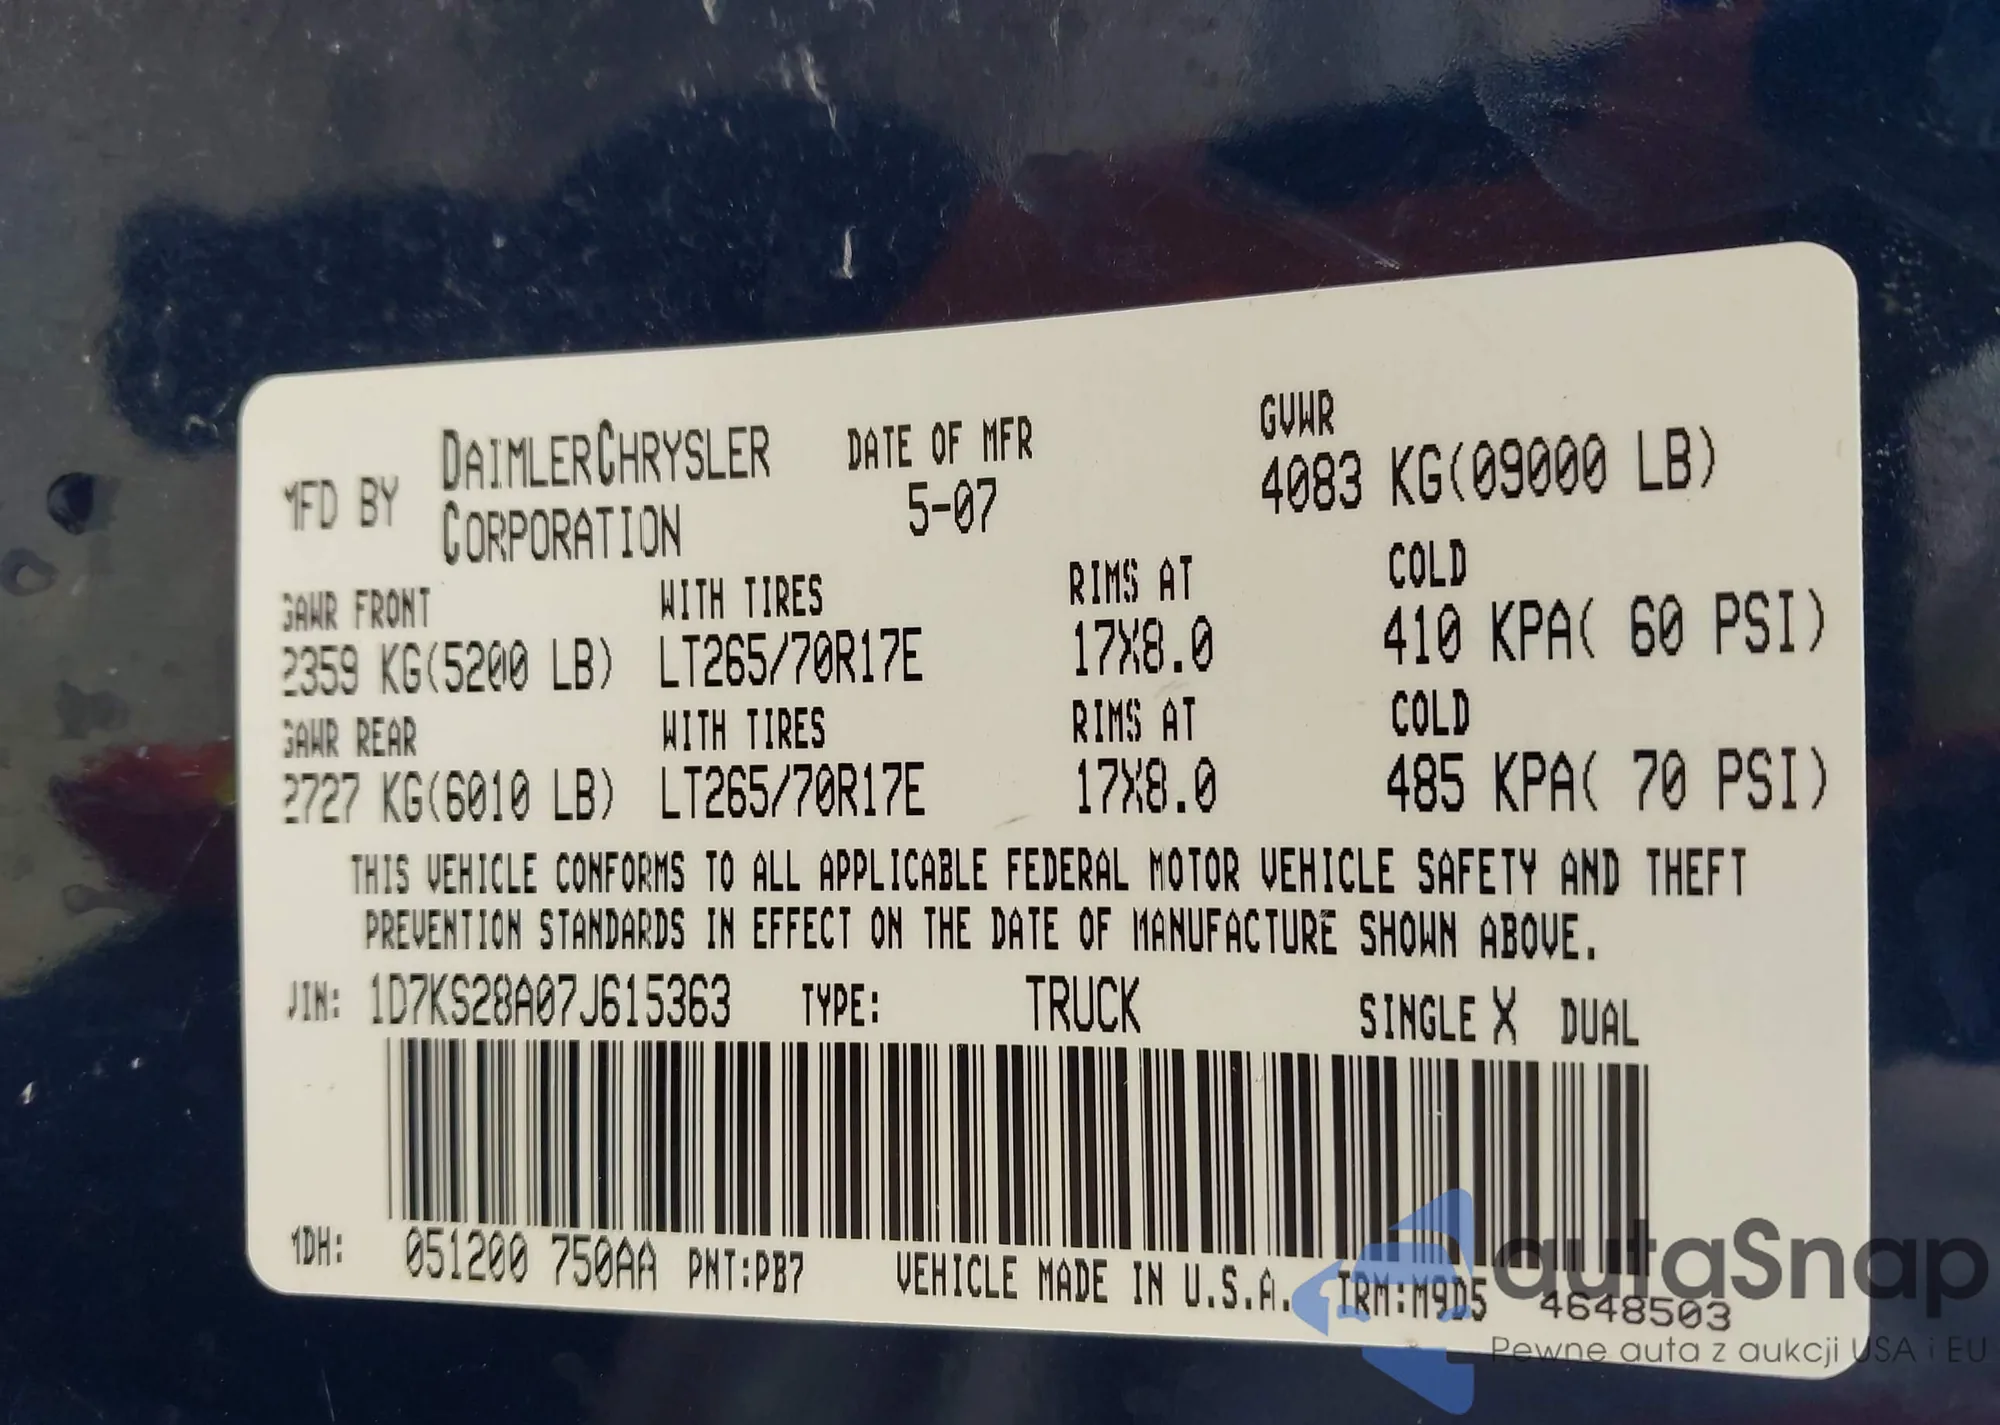 MFD BY DAIMLERCHRYSLER CORPORATION
DATE OF MFR
5-07
GVWR
4083 KG(09000 LB)
GAWR FRONT WITH TIRES RIMS AT COLD
2359 KG(5200 LB) LT265/70R17E 17X8.0 410 KPA( 60 PSI)
GAWR REAR WITH TIRES RIMS AT COLD
2727 KG(6010 LB) LT265/70R17E 17X8.0 485 KPA( 70 PSI)
THIS VEHICLE CONFORMS TO ALL APPLICABLE FEDERAL MOTOR VEHICLE SAFETY AND THEFT
PREVENTION STANDARDS IN EFFECT ON THE DATE OF MANUFACTURE SHOWN ABOVE.
VIN: 1D7KS28A07J615363 TYPE: TRUCK SINGLE X DUAL
MDH: 051200 750AA PNT:PB7 VEHICLE MADE IN U.S.A. TRM:M9D5 4648503
autaSnap
Pewne auta z aukcji USA i EU